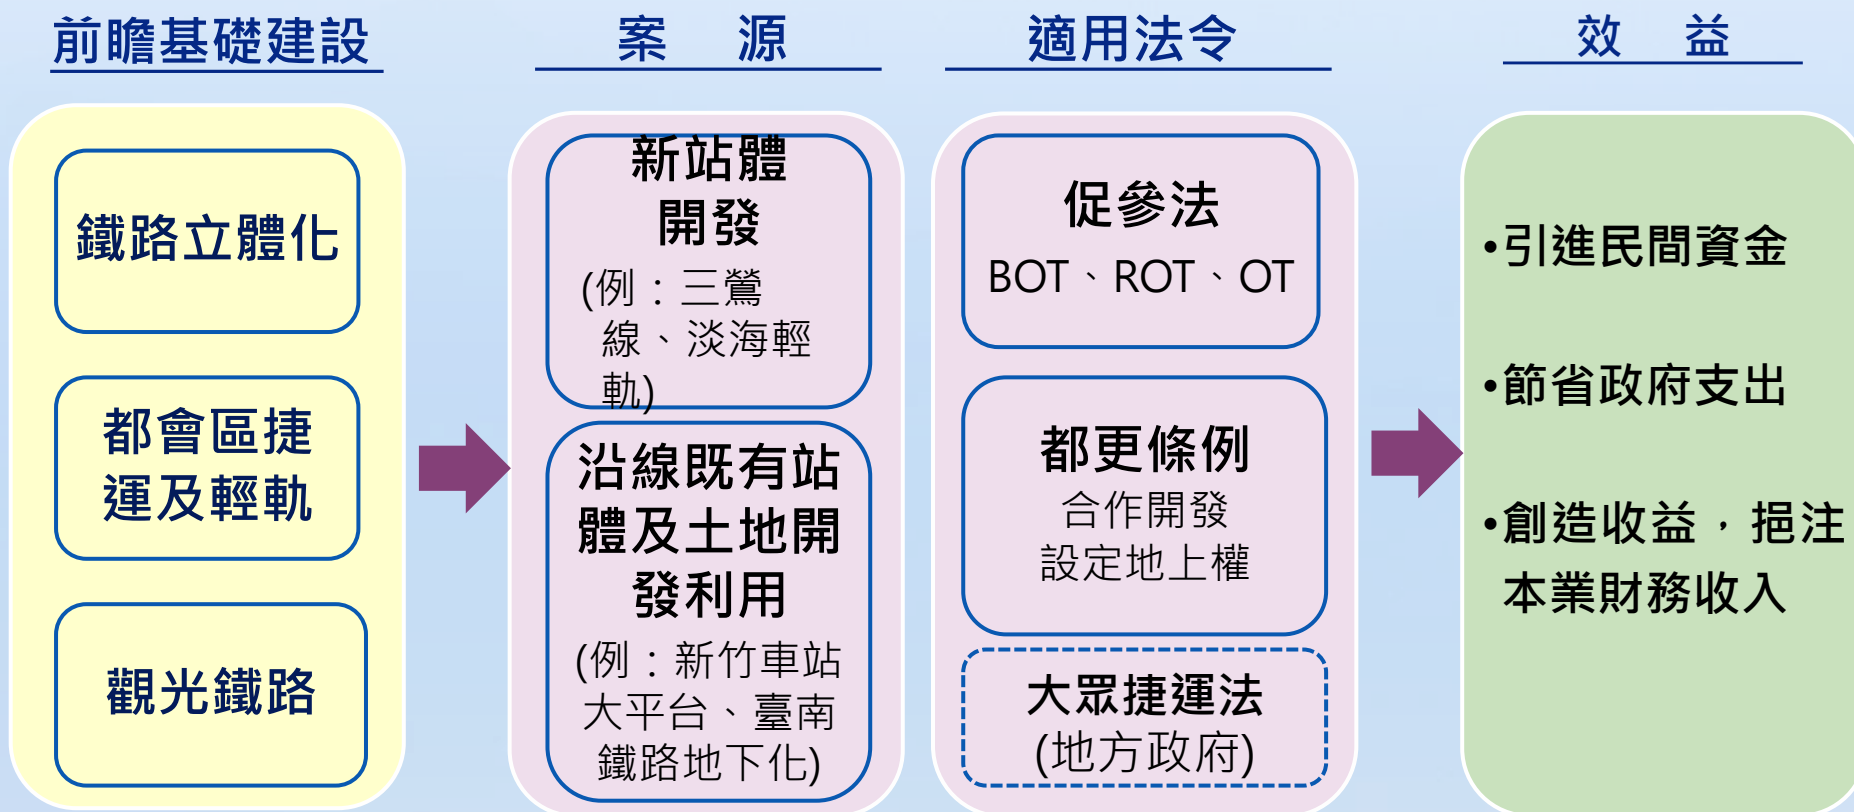 前瞻基礎建設
鐵路立體化
都會區捷
運及輕軌
觀光鐵路
案 源
新站體
開發
(例：三鶯
線、淡海輕
軌)
沿線既有站
體及土地開
發利用
(例：新竹車站
大平台、臺南
鐵路地下化)
適用法令
促參法
BOT、ROT、OT
都更條例
合作開發
設定地上權
大眾捷運法
(地方政府)
效 益
•引進民間資金
•節省政府支出
•創造收益，挹注
本業財務收入